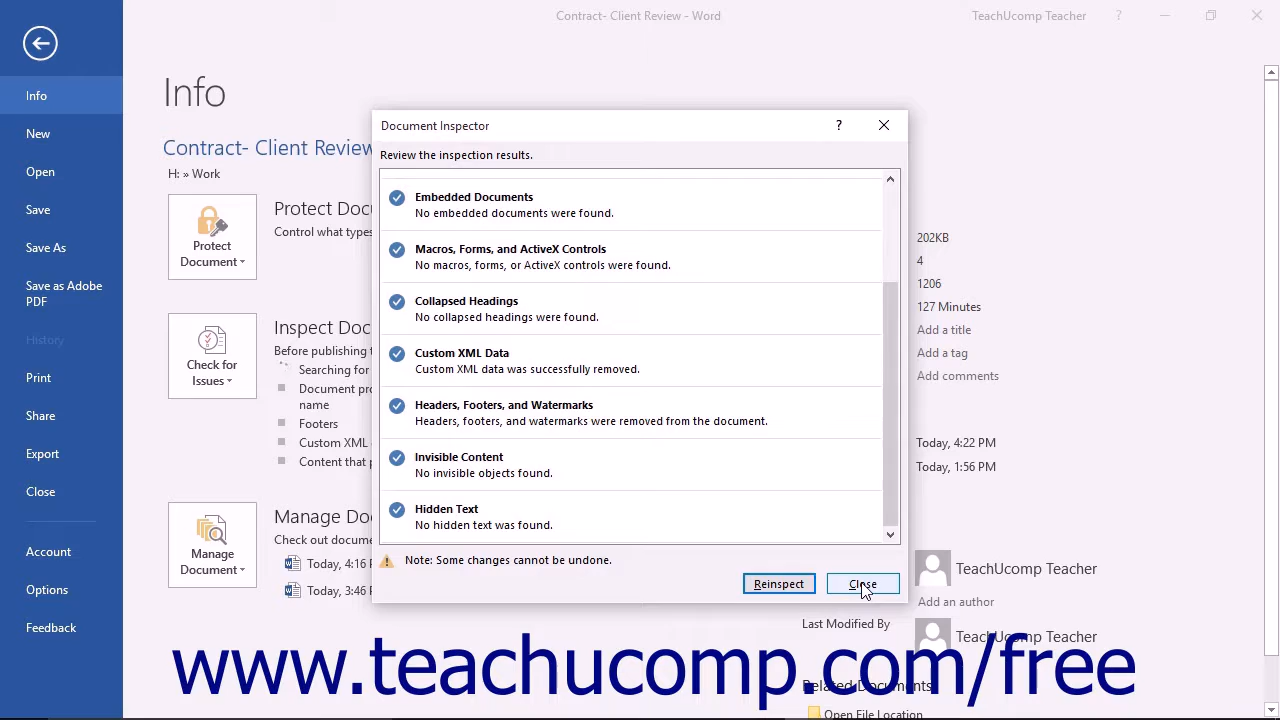 Contract- Client Review - Word
TeachUcomp Teacher
?
Info
New
Open
Save
Save As
Save as Adobe
PDF
History
Print
Share
Export
Close
Account
Options
Feedback
Info
Contract- Client Review
H: » Work
Protect
Document
Protect Docu
Control what types
Check for
Issues
Inspect Doc
Before publishing t
Searching for
Document pro
name
Footers
Custom XML
Content that p
Manage
Document
Manage Do
Check out docume
Today, 4:16 P
Today, 3:46
Document Inspector
?
Review the inspection results.
Embedded Documents
No embedded documents were found.
Macros, Forms, and ActiveX Controls
No macros, forms, or ActiveX controls were found.
Collapsed Headings
No collapsed headings were found.
Custom XML Data
Custom XML data was successfully removed.
Headers, Footers, and Watermarks
Headers, footers, and watermarks were removed from the document.
Invisible Content
No invisible objects found.
Hidden Text
No hidden text was found.
Note: Some changes cannot be undone.
Reinspect
Close
202KB
4
1206
127 Minutes
Add a title
Add a tag
Add comments
Today, 4:22 PM
Today, 1:56 PM
TeachUcomp Teacher
Add an author
Last Modified By
TeachUcomp Teacher
Related Documents
Open File Location
www.teachucomp.com/free